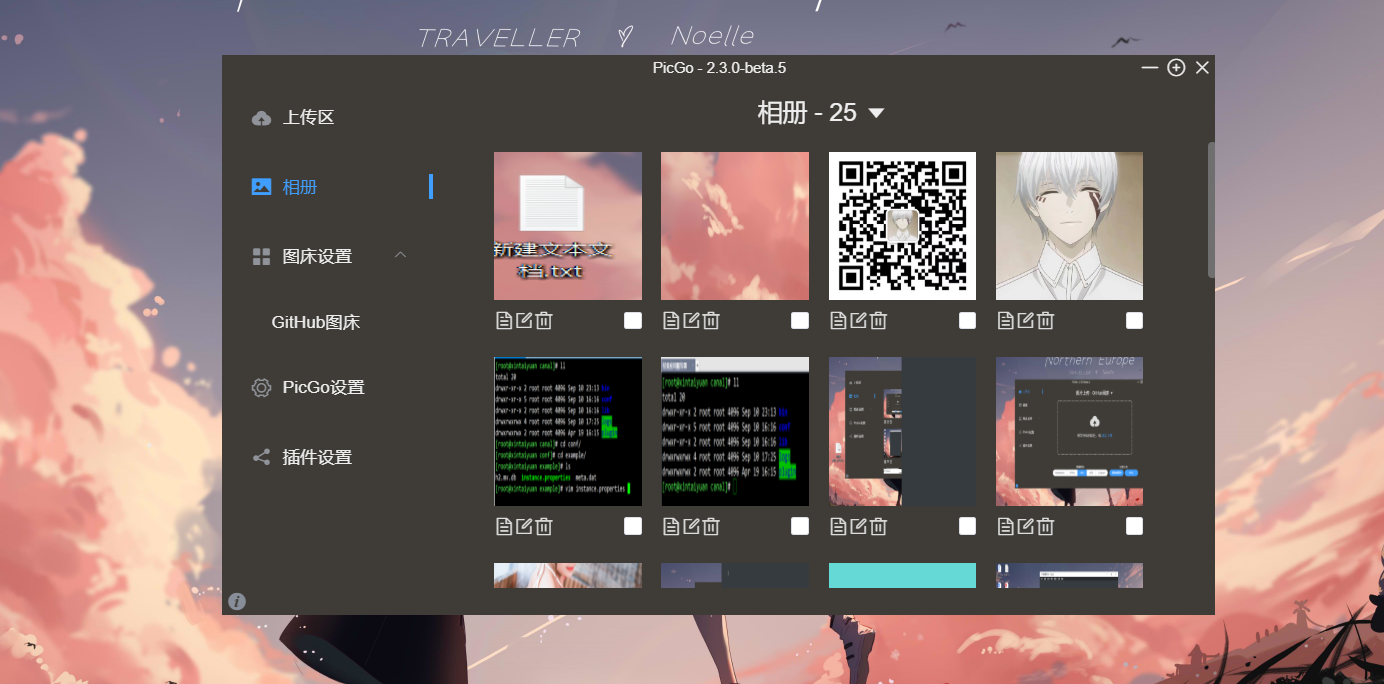 TRAVELLER Noelle
PicGo - 2.3.0-beta.5
上传区
相册 - 25
相册
图床设置
GitHub图床
PicGo设置
插件设置
新建文本文
档.txt
[root@xintaiyuan canal]# ll
total 20
drwxr-xr-x 2 root root 4096 Sep 10 23:13 bin
drwxr-xr-x 5 root root 4096 Sep 10 16:16 conf
drwxr-xr-x 2 root root 4096 Sep 10 16:16 lib
drwxrwxrwx 4 root root 4096 Sep 10 17:25 logs
drwxrwxrwx 2 root root 4096 Apr 19 16:15 plugin
[root@xintaiyuan canal]# cd conf/
[root@xintaiyuan conf]# cd example/
[root@xintaiyuan example]# ls
h2.mv.db instance.properties meta.dat
[root@xintaiyuan example]# vim instance.properties
[root@xintaiyuan canal]# ll
total 20
drwxr-xr-x 2 root root 4096 Sep 10 23:13 bin
drwxr-xr-x 5 root root 4096 Sep 10 16:16 conf
drwxr-xr-x 2 root root 4096 Sep 10 16:16 lib
drwxrwxrwx 4 root root 4096 Sep 10 17:25 logs
drwxrwxrwx 2 root root 4096 Apr 19 16:15 plugin
[root@xintaiyuan canal]#
Northern Europe